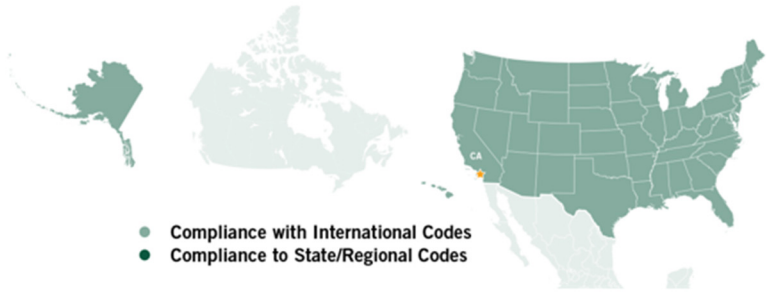 CA
Compliance with International Codes
Compliance to State/Regional Codes